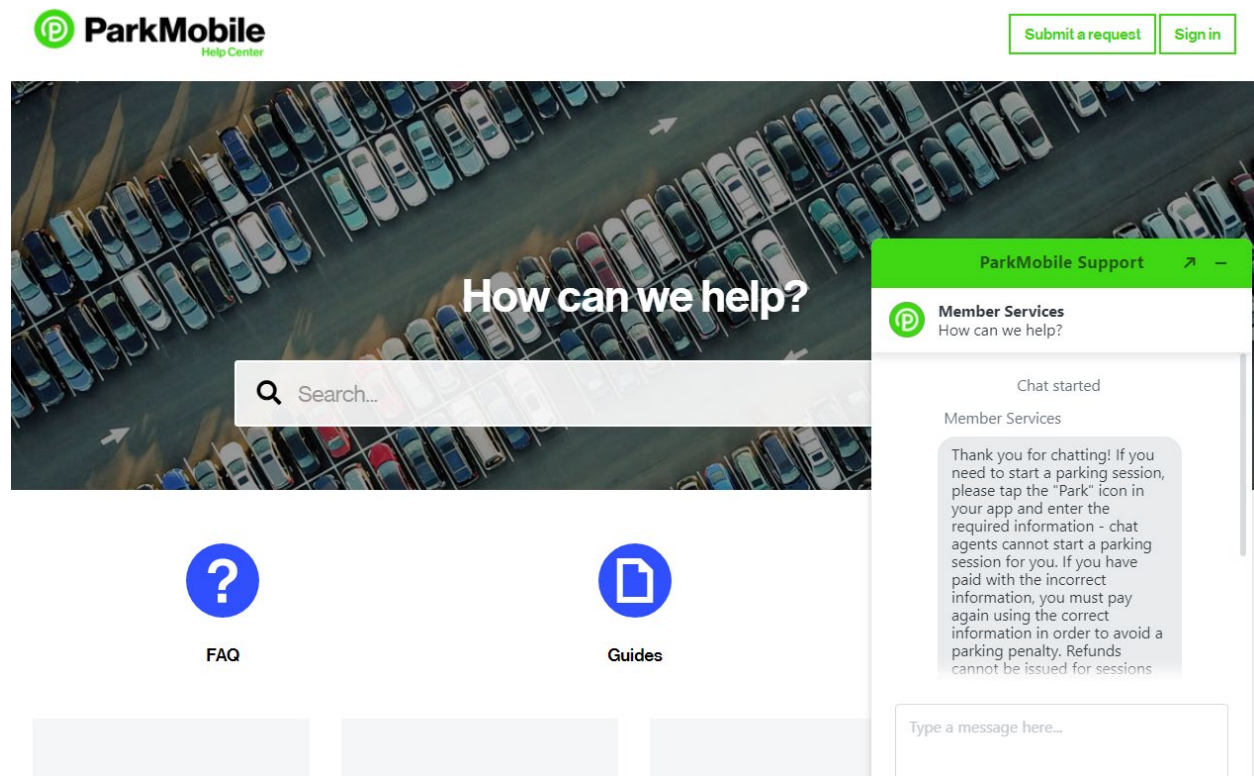 ParkMobile
Help Center
Submit a request
Sign in
How can we help?
Search...
FAQ
Guides
ParkMobile Support
Member Services
How can we help?
Chat started
Member Services
Thank you for chatting! If you
need to start a parking session,
please tap the "Park" icon in
your app and enter the
required information - chat
agents cannot start a parking
session for you. If you have
paid with the incorrect
information, you must pay
again using the correct
information in order to avoid a
parking penalty. Refunds
cannot be issued for sessions
Type a message here...